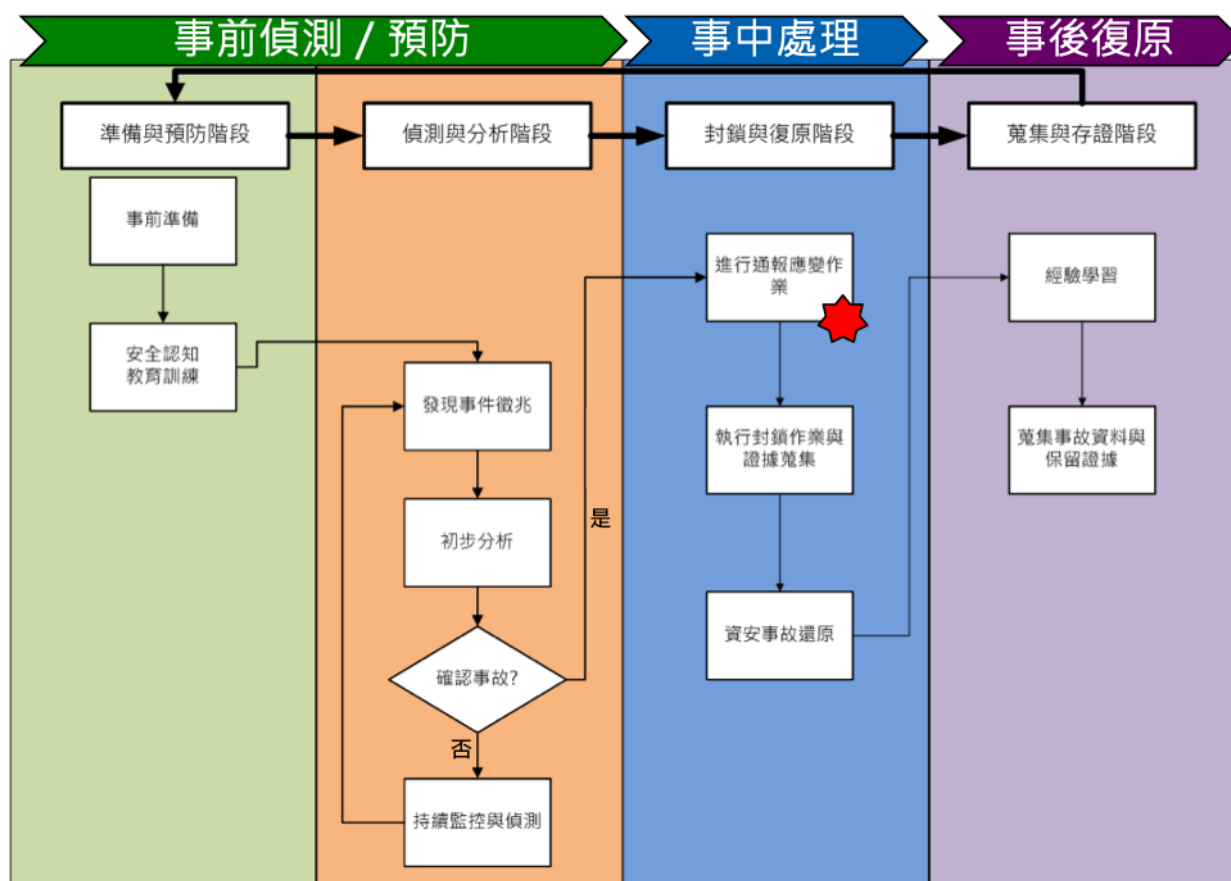 事前偵測 / 預防
事中處理
事後復原
準備與預防階段
偵測與分析階段
封鎖與復原階段
蒐集與存證階段
事前準備
安全認知
教育訓練
發現事件徵兆
初步分析
確認事故?
是
否
持續監控與偵測
進行通報應變作
業
執行封鎖作業與
證據蒐集
資安事故還原
經驗學習
蒐集事故資料與
保留證據